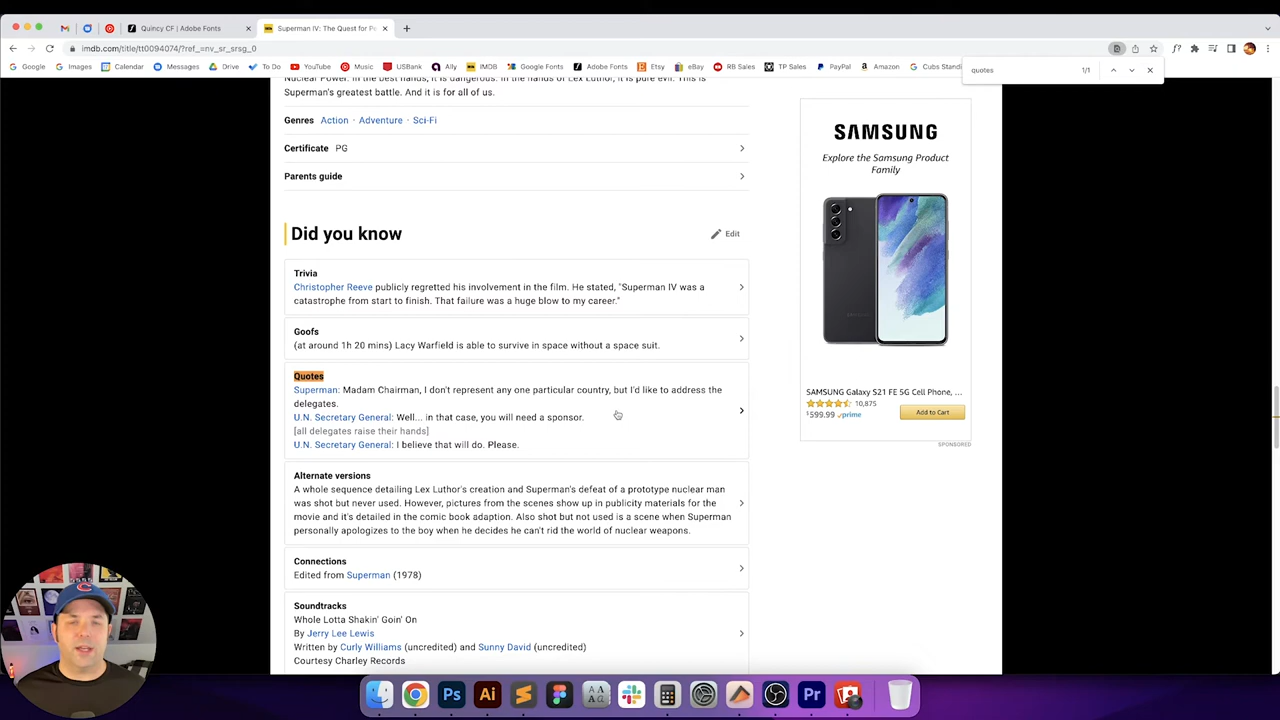 Quincy CF | Adobe Fonts
Superman IV: The Quest for Pe
imdb.com/title/tt0094074/?ref_=nv_sr_srsg_0
Google
Images
Calendar
Messages
Drive
To Do
YouTube
Music
USBank
Ally
IMDB
Google Fonts
Adobe Fonts
Etsy
eBay
RB Sales
TP Sales
PayPal
Amazon
Cubs Standi
quotes
1/1
Nuclear Power. In the best hands, it is dangerous. In the hands of Lex Luthor, it is pure evil. This is
Superman's greatest battle. And it is for all of us.
Genres Action · Adventure · Sci-Fi
Certificate PG
Parents guide
Did you know
Edit
Trivia
Christopher Reeve publicly regretted his involvement in the film. He stated, "Superman IV was a
catastrophe from start to finish. That failure was a huge blow to my career."
Goofs
(at around 1h 20 mins) Lacy Warfield is able to survive in space without a space suit.
Quotes
Superman: Madam Chairman, I don't represent any one particular country, but I'd like to address the
delegates.
U.N. Secretary General: Well... in that case, you will need a sponsor.
[all delegates raise their hands]
U.N. Secretary General: I believe that will do. Please.
Alternate versions
A whole sequence detailing Lex Luthor's creation and Superman's defeat of a prototype nuclear man
was shot but never used. However, pictures from the scenes show up in publicity materials for the
movie and it's detailed in the comic book adaption. Also shot but not used is a scene when Superman
personally apologizes to the boy when he decides he can't rid the world of nuclear weapons.
Connections
Edited from Superman (1978)
Soundtracks
Whole Lotta Shakin' Goin' On
By Jerry Lee Lewis
Written by Curly Williams (uncredited) and Sunny David (uncredited)
Courtesy Charley Records
SAMSUNG
Explore the Samsung Product
Family
SAMSUNG Galaxy S21 FE 5G Cell Phone, ...
10,875
$599.99 prime
Add to Cart
SPONSORED
C
Ps
Ai
Pr